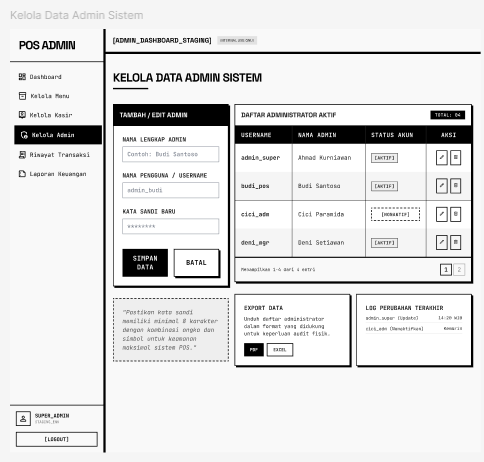 Kelola Data Admin Sistem
POS ADMIN
Dashboard
Kelola Menu
Kelola Kasir
Kelola Admin
Riwayat Transaksi
Laporan Keuangan
SUPER_ADMIN
[LOGOUT]
[ADMIN_DASHBOARD_STAGING]
KELOLA DATA ADMIN SISTEM
TAMBAH / EDIT ADMIN
NAMA LENGKAP ADMIN
Contoh: Budi Santoso
NAMA PENGGUNA / USERNAME
admin_budi
KATA SANDI BARU
********
SIMPAN DATA
BATAL
"Pastikan kata sandi
memiliki minimal 8 karakter
dengan kombinasi angka dan
simbol untuk keamanan
maksimal sistem POS."
DAFTAR ADMINISTRATOR AKTIF
TOTAL: 04
USERNAME NAMA ADMIN STATUS AKUN AKSI
admin_super Ahmad Kurniawan [AKTIF]
budi_pos Budi Santoso [AKTIF]
cici_adm Cici Paramida [NONAKTIF]
deni_mgr Deni Setiawan [AKTIF]
Menampilkan 1-4 dari 4 entri
1 2
EXPORT DATA
Unduh daftar administrator
dalam format yang didukung
untuk keperluan audit fisik.
PDF EXCEL
LOG PERUBAHAN TERAKHIR
admin_super (Update) 14:20 WIB
cici_adm (Nonaktifkan) Kemarin